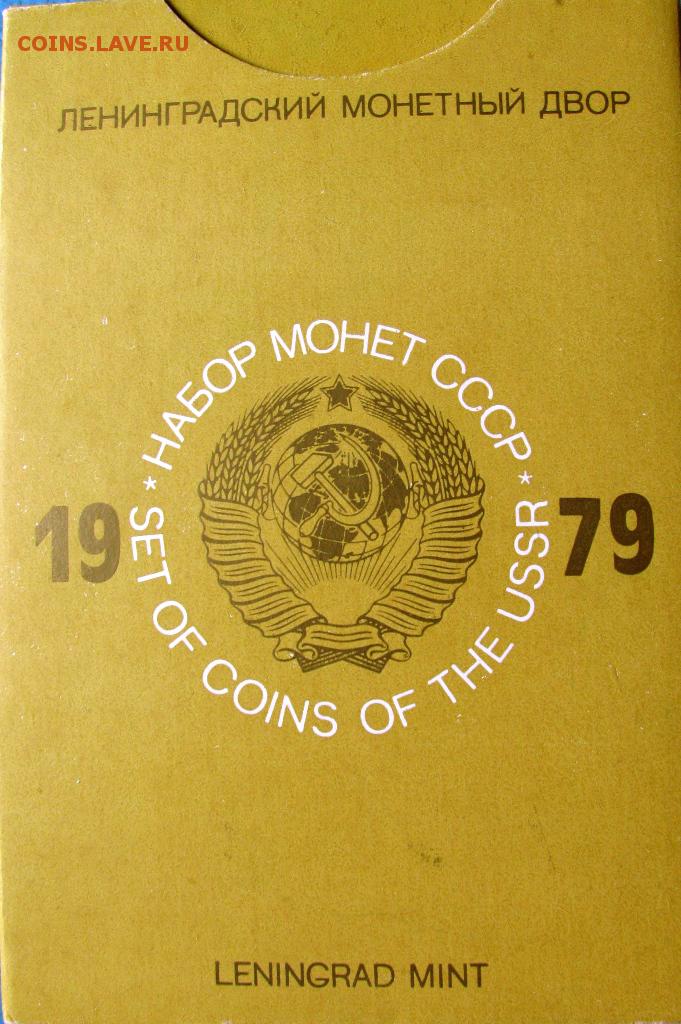 COINS.LAVE.RU
ЛЕНИНГРАДСКИЙ МОНЕТНЫЙ ДВОР
* НАБОР МОНЕТ СССР *
19 79
SET OF COINS OF THE USSR
LENINGRAD MINT